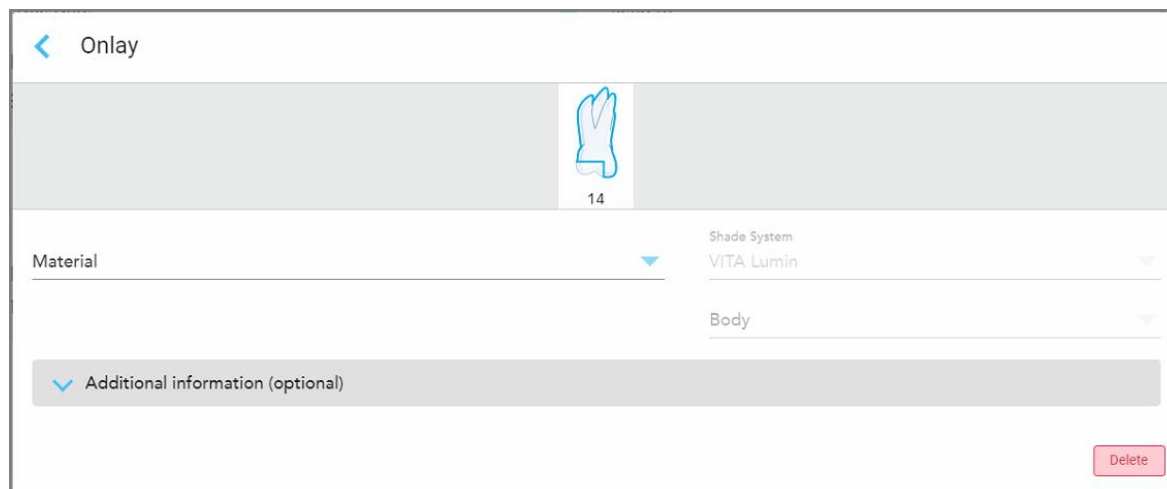 Onlay
14
Material
Shade System
VITA Lumin
Body
Additional information (optional)
Delete